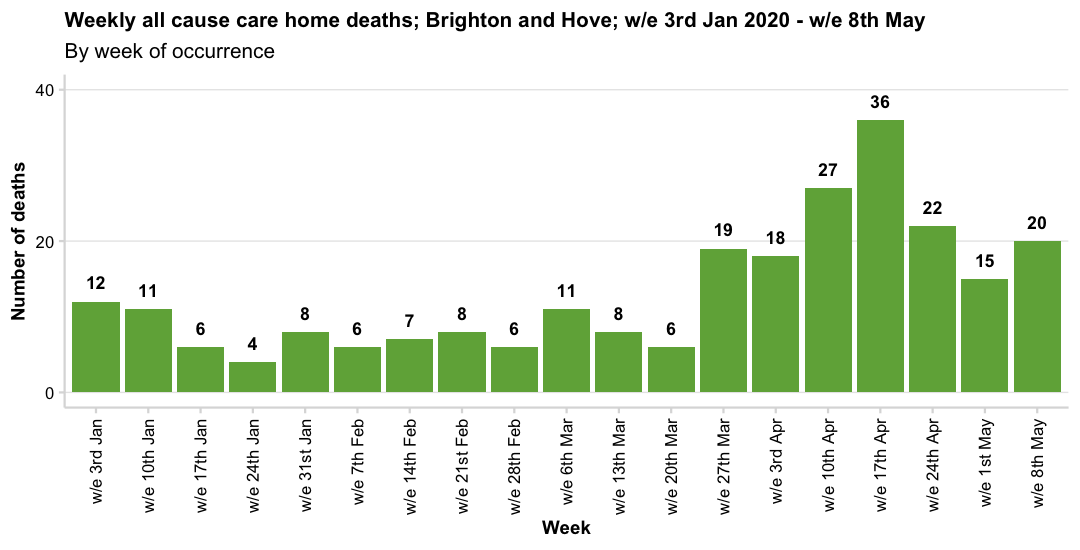 Weekly all cause care home deaths; Brighton and Hove; w/e 3rd Jan 2020 - w/e 8th May
By week of occurrence
Number of deaths
40
20
0
12
11
6
4
8
6
7
8
6
11
8
6
19
18
27
36
22
15
20
w/e 3rd Jan
w/e 10th Jan
w/e 17th Jan
w/e 24th Jan
w/e 31st Jan
w/e 7th Feb
w/e 14th Feb
w/e 21st Feb
w/e 28th Feb
w/e 6th Mar
w/e 13th Mar
w/e 20th Mar
w/e 27th Mar
w/e 3rd Apr
w/e 10th Apr
w/e 17th Apr
w/e 24th Apr
w/e 1st May
w/e 8th May
Week